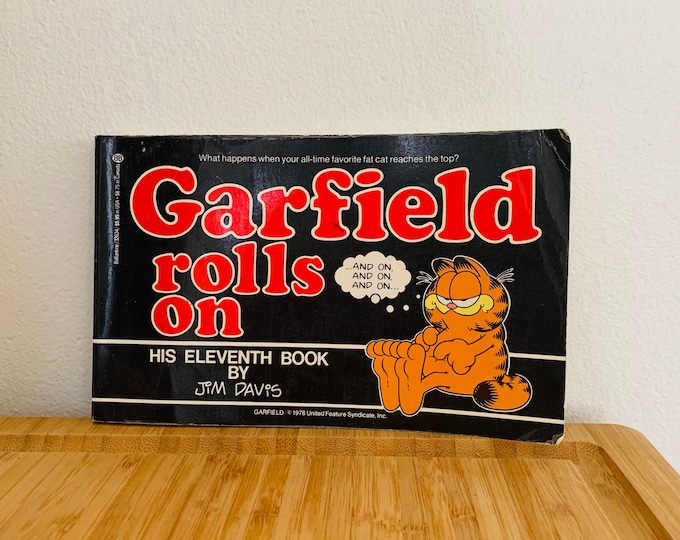 What happens when your all-time favorite fat cat reaches the top?
Garfield
rolls
on
...AND ON,
AND ON,
AND ON...
HIS ELEVENTH BOOK
BY
JIM DAVIS
GARFIELD: © 1978 United Feature Syndicate, Inc.
BB